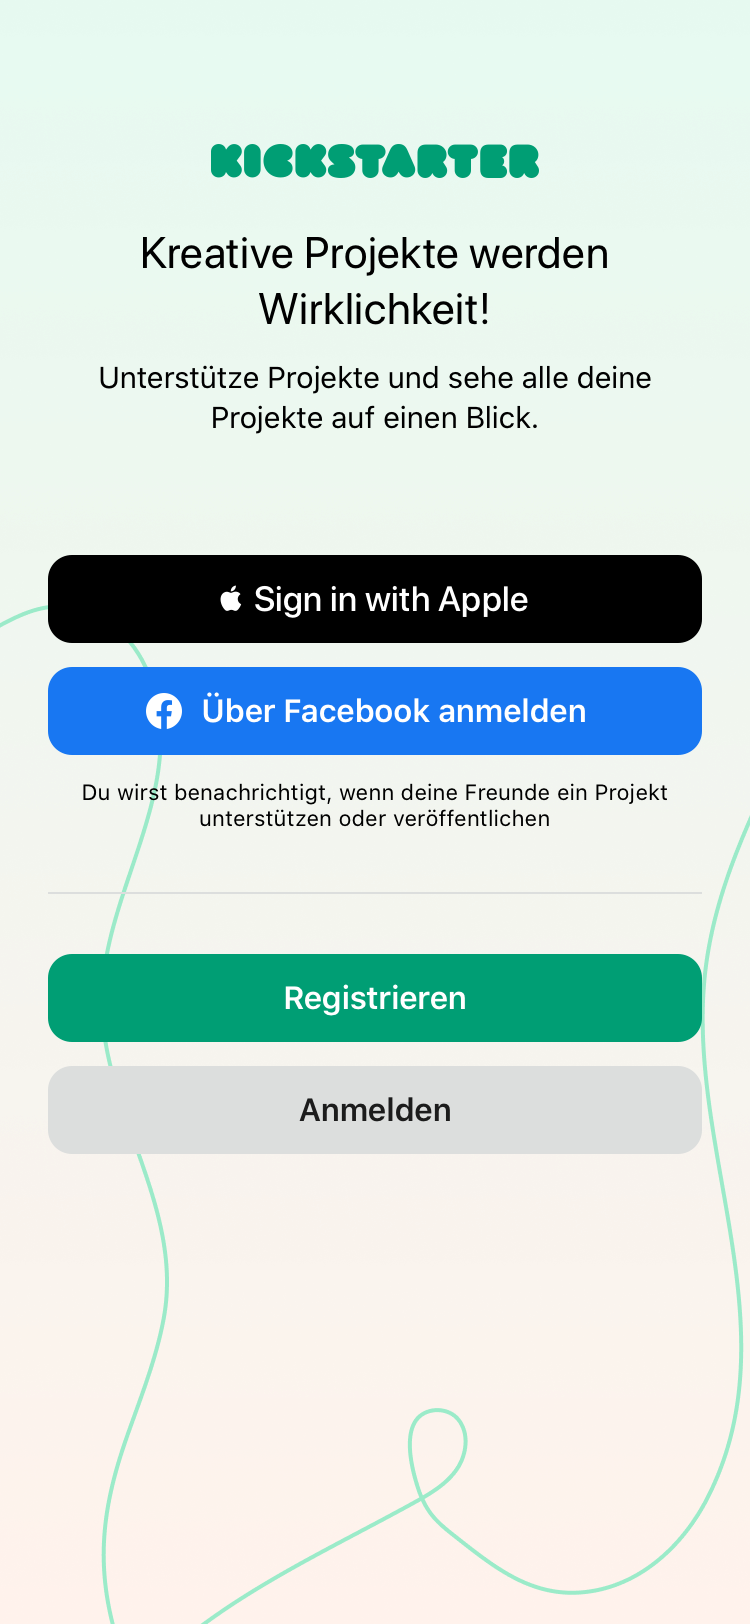 KICKSTARTER
Kreative Projekte werden
Wirklichkeit!
Unterstütze Projekte und sehe alle deine
Projekte auf einen Blick.
Sign in with Apple
Über Facebook anmelden
Du wirst benachrichtigt, wenn deine Freunde ein Projekt
unterstützen oder veröffentlichen
Registrieren
Anmelden